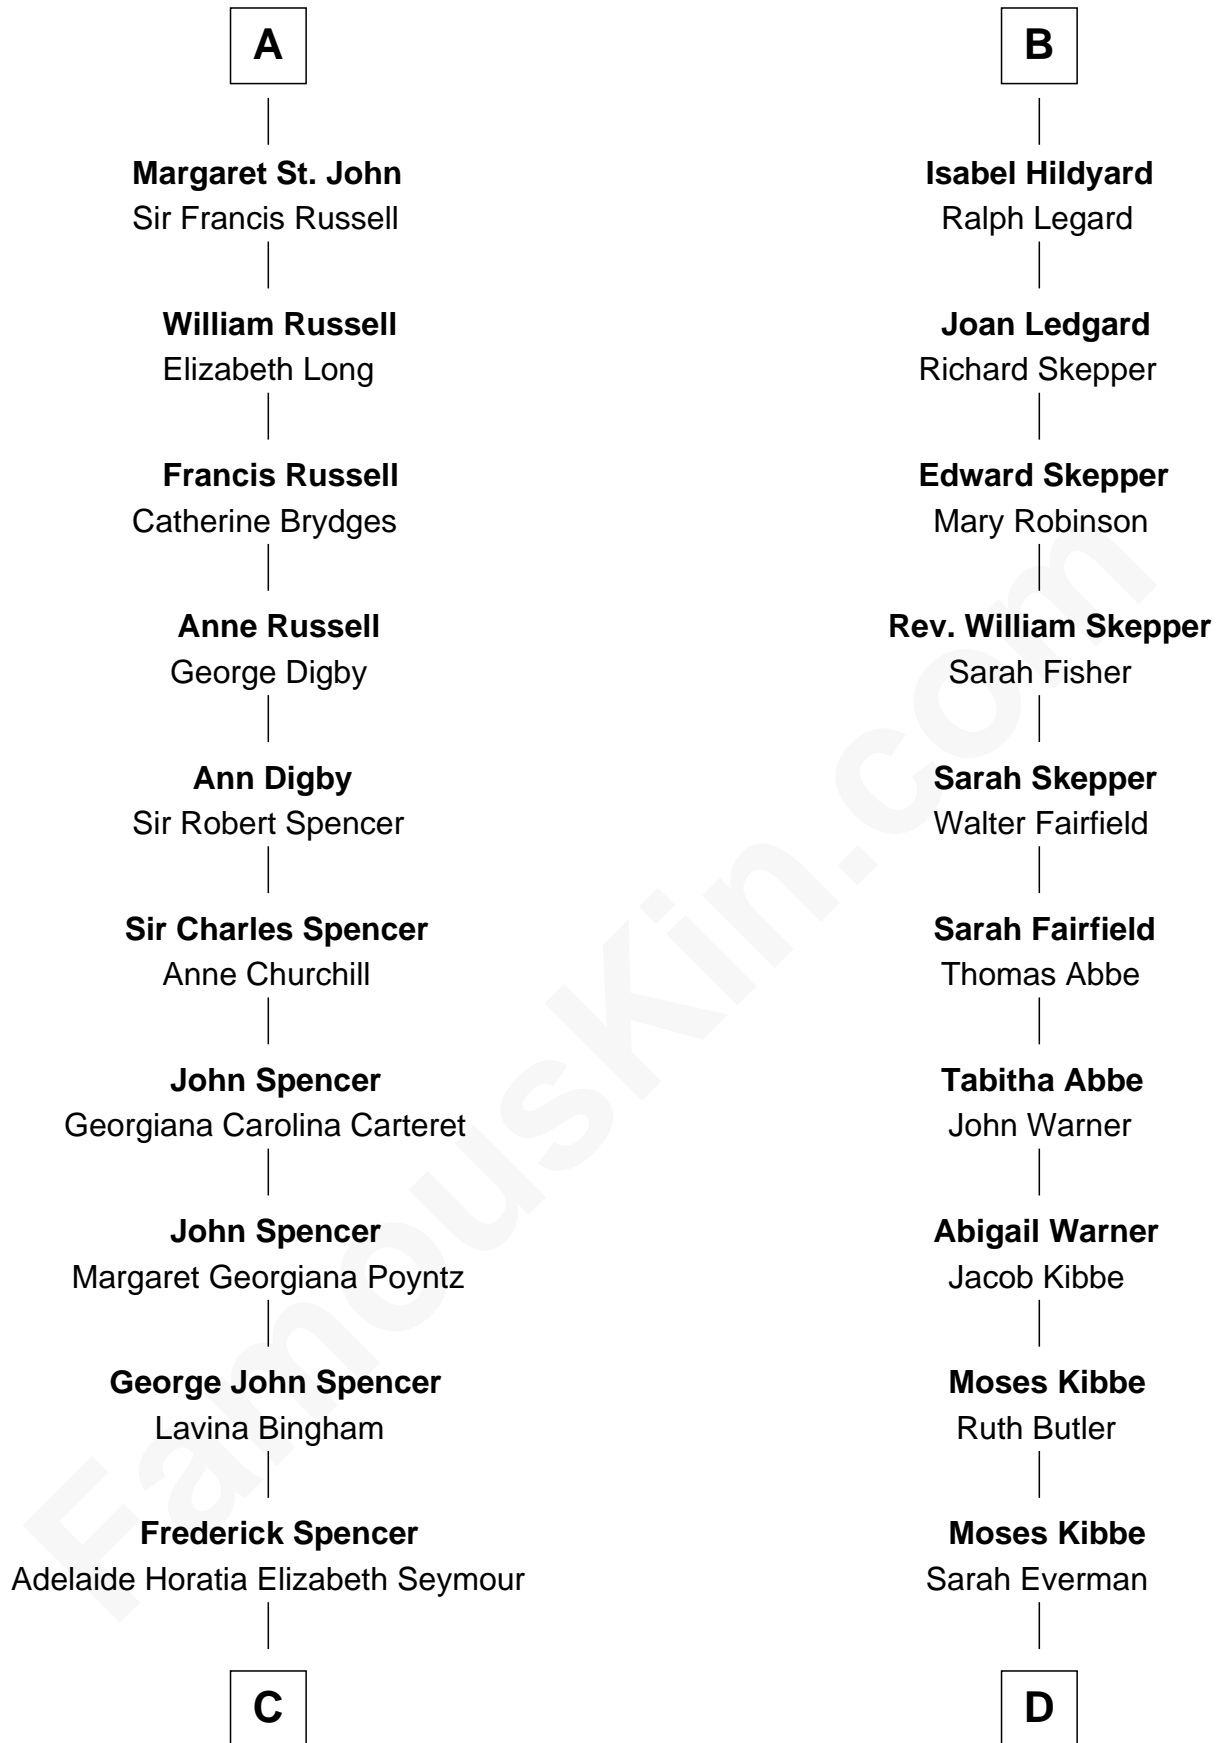 A
Margaret St. John
Sir Francis Russell
William Russell
Elizabeth Long
Francis Russell
Catherine Brydges
Anne Russell
George Digby
Ann Digby
Sir Robert Spencer
Sir Charles Spencer
Anne Churchill
John Spencer
Georgiana Carolina Carteret
John Spencer
Margaret Georgiana Poyntz
George John Spencer
Lavina Bingham
Frederick Spencer
Adelaide Horatia Elizabeth Seymour
C
B
Isabel Hildyard
Ralph Legard
Joan Ledgard
Richard Skepper
Edward Skepper
Mary Robinson
Rev. William Skepper
Sarah Fisher
Sarah Skepper
Walter Fairfield
Sarah Fairfield
Thomas Abbe
Tabitha Abbe
John Warner
Abigail Warner
Jacob Kibbe
Moses Kibbe
Ruth Butler
Moses Kibbe
Sarah Everman
D
FamousKin.com